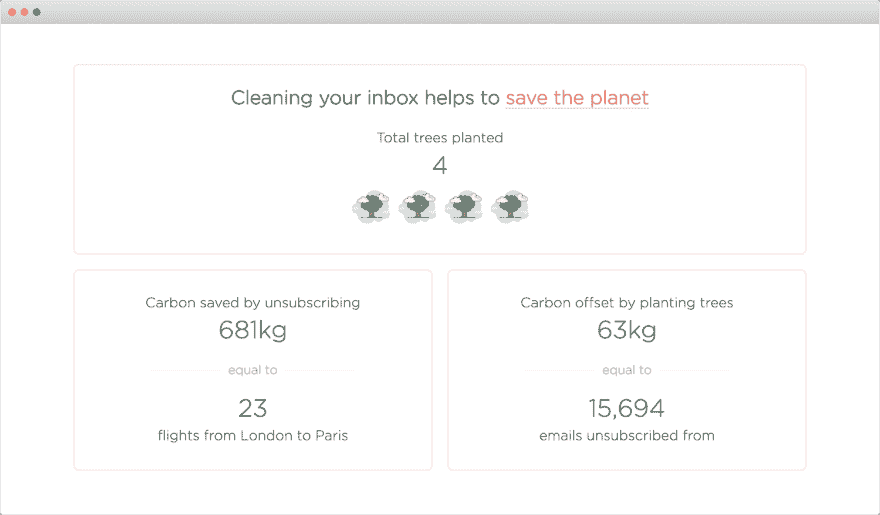 Cleaning your inbox helps to save the planet
Total trees planted
4
Carbon saved by unsubscribing
681kg
equal to
23
flights from London to Paris
Carbon offset by planting trees
63kg
equal to
15,694
emails unsubscribed from